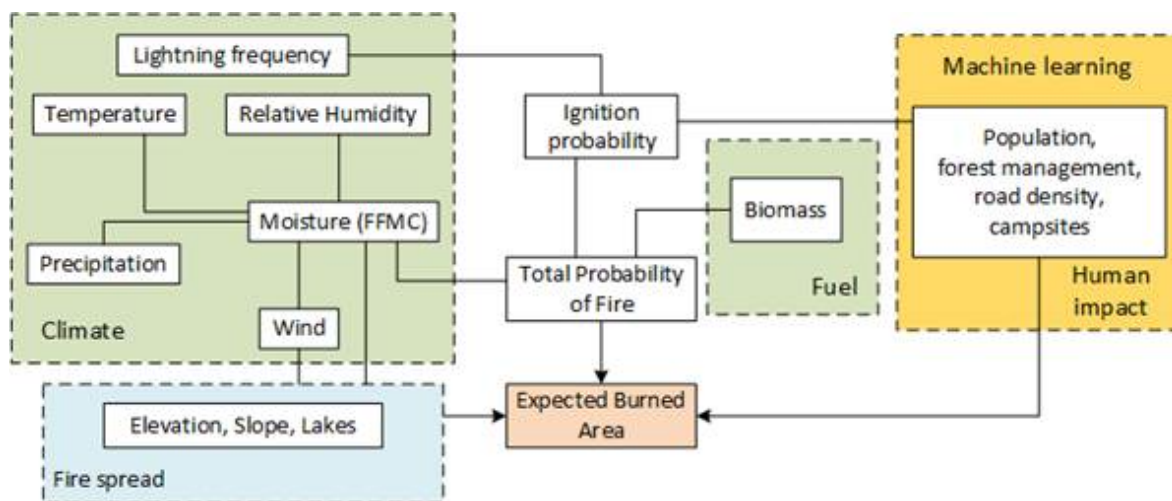 Lightning frequency
Temperature
Relative Humidity
Moisture (FFMC)
Precipitation
Wind
Climate
Elevation, Slope, Lakes
Fire spread
Ignition
probability
Total Probability
of Fire
Expected Burned
Area
Biomass
Fuel
Machine learning
Population,
forest management,
road density,
campsites
Human
impact